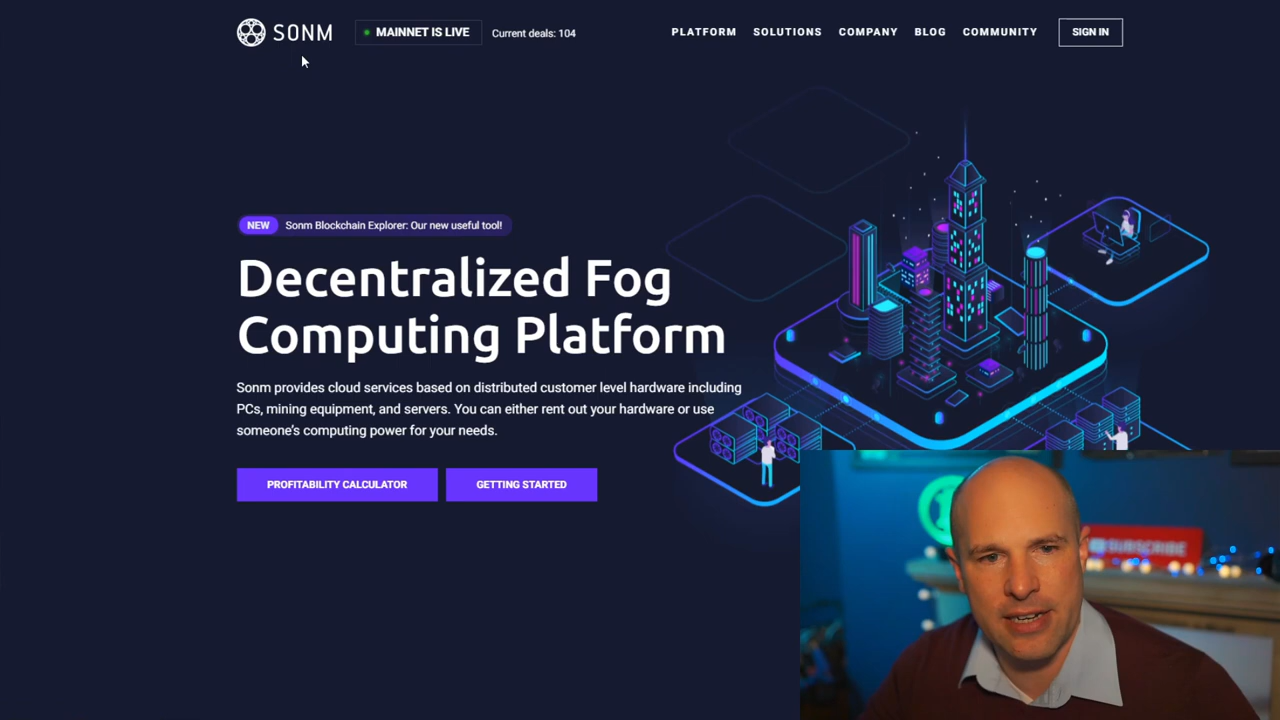 SONM
MAINNET IS LIVE
Current deals: 104
PLATFORM
SOLUTIONS
COMPANY
BLOG
COMMUNITY
SIGN IN
NEW
Sonm Blockchain Explorer: Our new useful tool!
Decentralized Fog
Computing Platform
Sonm provides cloud services based on distributed customer level hardware including
PCs, mining equipment, and servers. You can either rent out your hardware or use
someone's computing power for your needs.
PROFITABILITY CALCULATOR
GETTING STARTED
SUBSCRIBE